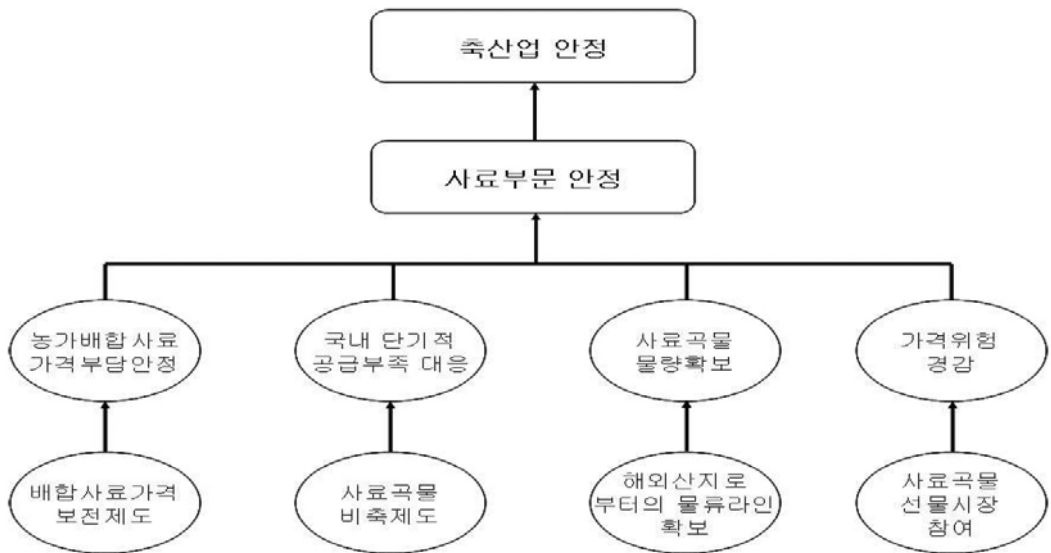 축산업 안정
사료부문 안정
농가배합사료
가격부담안정
국내 단기적
공급부족 대응
사료곡물
물량확보
가격위험
경감
배합사료가격
보전제도
사료곡물
비축제도
해외산지로
부터의 물류라인
확보
사료곡물
선물시장
참여